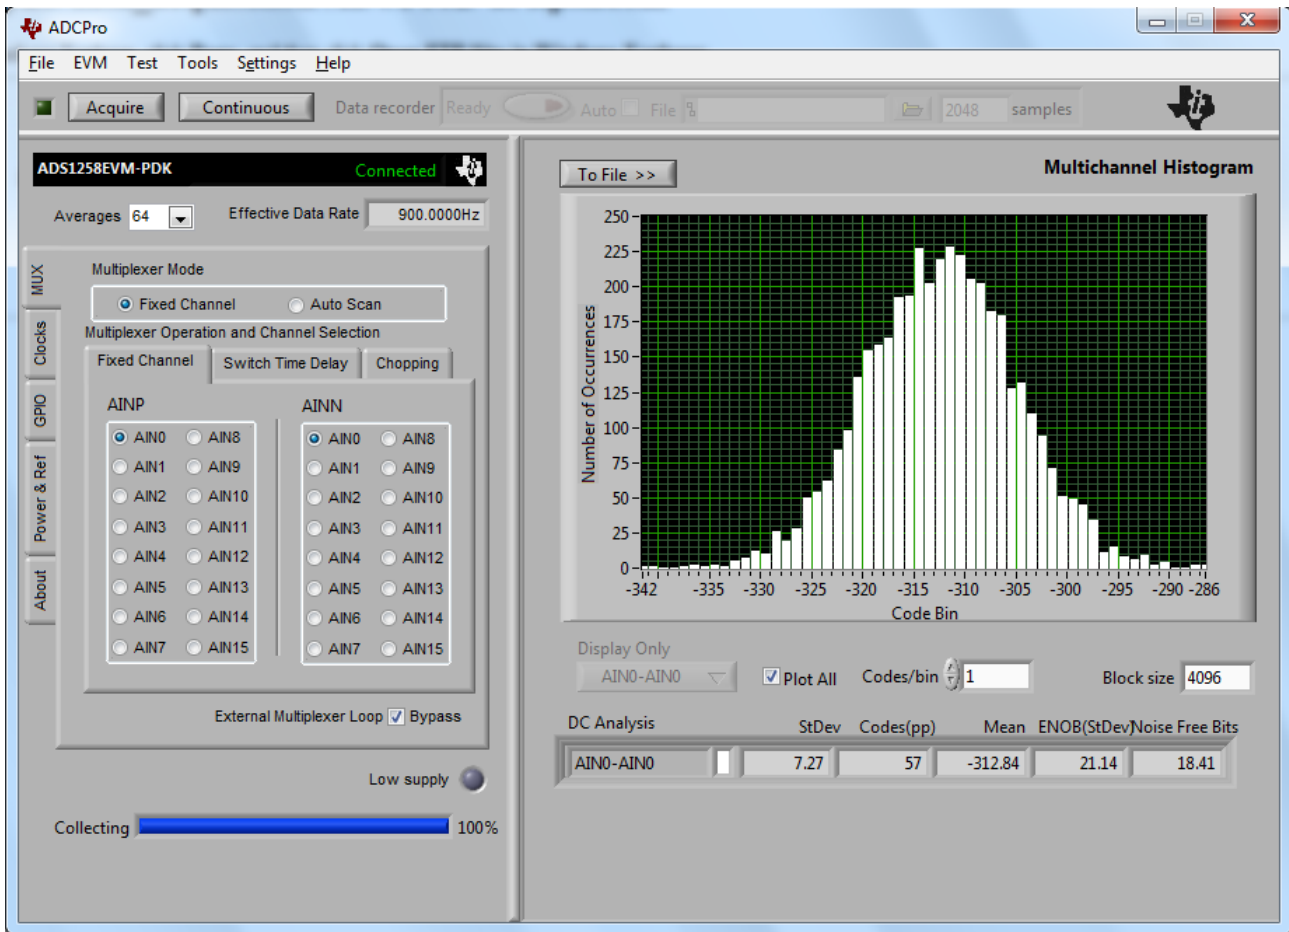 ADCPro
File EVM Test Tools Settings Help
Acquire Continuous Data recorder Ready Auto File 2048 samples
ADS1258EVM-PDK Connected
Averages 64 Effective Data Rate 900.0000Hz
MUX
Clocks
GPIO
Power & Ref
About
Multiplexer Mode
Fixed Channel Auto Scan
Multiplexer Operation and Channel Selection
Fixed Channel Switch Time Delay Chopping
AINP AINN
AIN0 AIN8 AIN0 AIN8
AIN1 AIN9 AIN1 AIN9
AIN2 AIN10 AIN2 AIN10
AIN3 AIN11 AIN3 AIN11
AIN4 AIN12 AIN4 AIN12
AIN5 AIN13 AIN5 AIN13
AIN6 AIN14 AIN6 AIN14
AIN7 AIN15 AIN7 AIN15
External Multiplexer Loop Bypass
Low supply
Collecting 100%
To File >> Multichannel Histogram
Number of Occurrences
250
225
200
175
150
125
100
75
50
25
0
-342 -335 -330 -325 -320 -315 -310 -305 -300 -295 -290 -286
Code Bin
Display Only
AIN0-AIN0 Plot All Codes/bin 1 Block size 4096
DC Analysis StDev Codes(pp) Mean ENOB(StDev) Noise Free Bits
AIN0-AIN0 7.27 57 -312.84 21.14 18.41